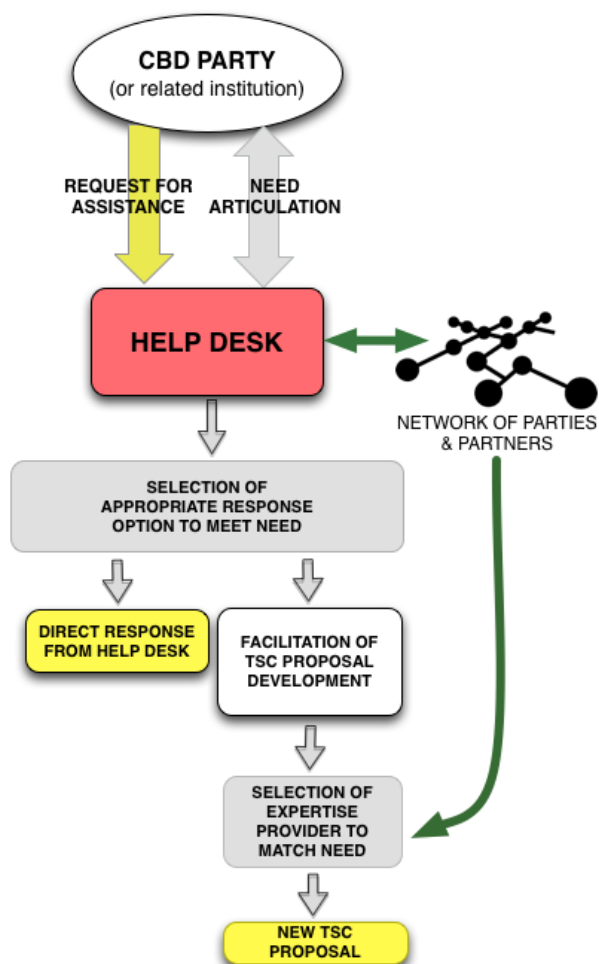 CBD PARTY
(or related institution)
REQUEST FOR
ASSISTANCE
NEED
ARTICULATION
HELP DESK
NETWORK OF PARTIES
& PARTNERS
SELECTION OF
APPROPRIATE RESPONSE
OPTION TO MEET NEED
DIRECT RESPONSE
FROM HELP DESK
FACILITATION OF
TSC PROPOSAL
DEVELOPMENT
SELECTION OF
EXPERTISE
PROVIDER TO
MATCH NEED
NEW TSC
PROPOSAL